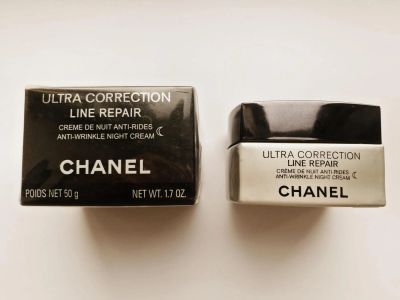 ULTRA CORRECTION
LINE REPAIR
CRÈME DE NUIT ANTI-RIDES
ANTI-WRINKLE NIGHT CREAM
CHANEL
POIDS NET 50 g
NET WT. 1.7 OZ.
ULTRA CORRECTION
LINE REPAIR
CRÈME DE NUIT ANTI-RIDES
ANTI-WRINKLE NIGHT CREAM
CHANEL